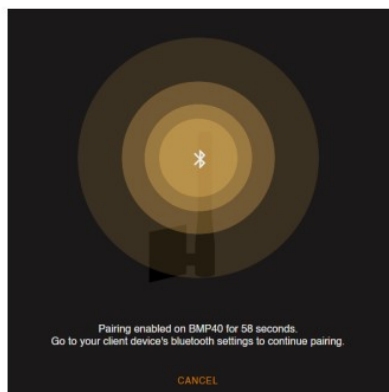 Pairing enabled on BMP40 for 58 seconds.
Go to your client device's bluetooth settings to continue pairing.
CANCEL